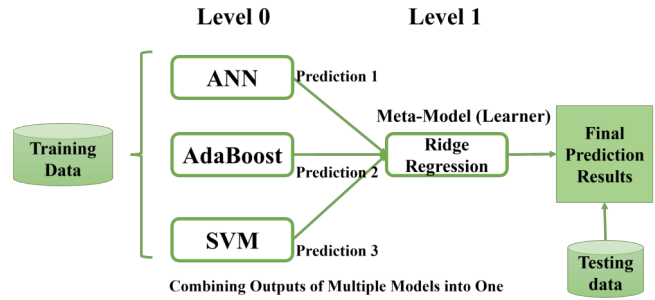 Level 0
Level 1
Training
Data
ANN
AdaBoost
SVM
Prediction 1
Prediction 2
Prediction 3
Meta-Model (Learner)
Ridge
Regression
Final
Prediction
Results
Testing
data
Combining Outputs of Multiple Models into One